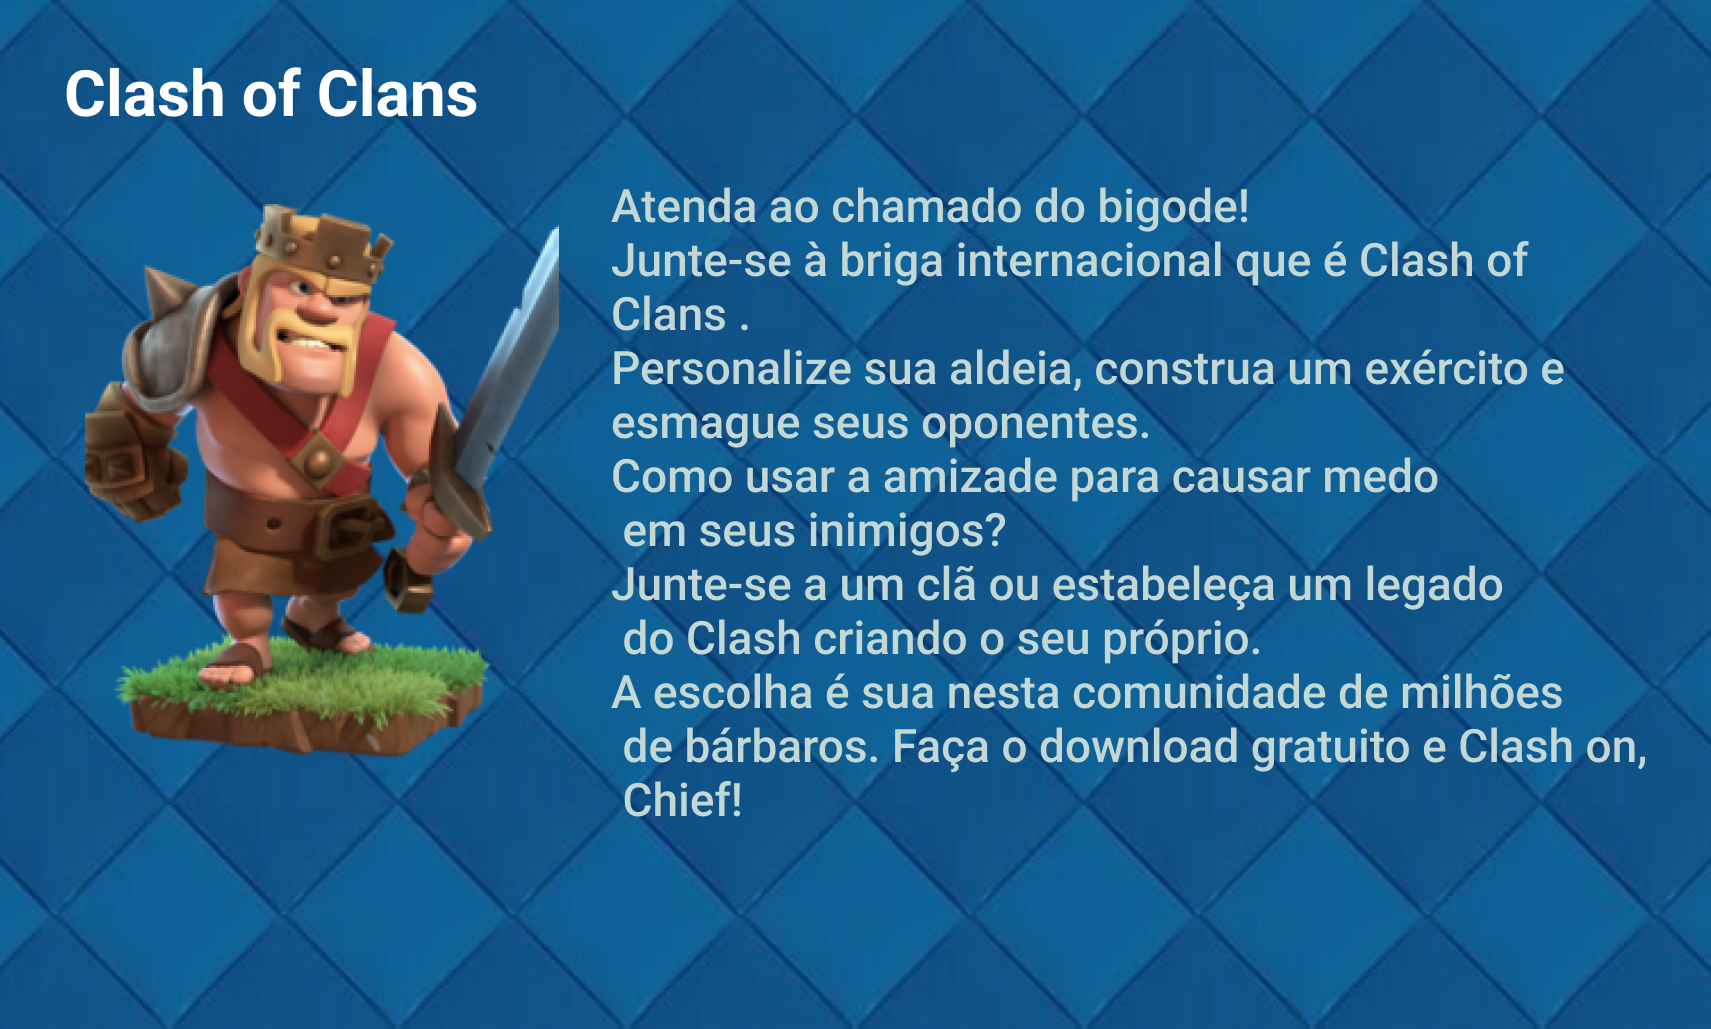 Clash of Clans
Atenda ao chamado do bigode!
Junte-se à briga internacional que é Clash of
Clans .
Personalize sua aldeia, construa um exército e
esmague seus oponentes.
Como usar a amizade para causar medo
em seus inimigos?
Junte-se a um clã ou estabeleça um legado
do Clash criando o seu próprio.
A escolha é sua nesta comunidade de milhões
de bárbaros. Faça o download gratuito e Clash on,
Chief!